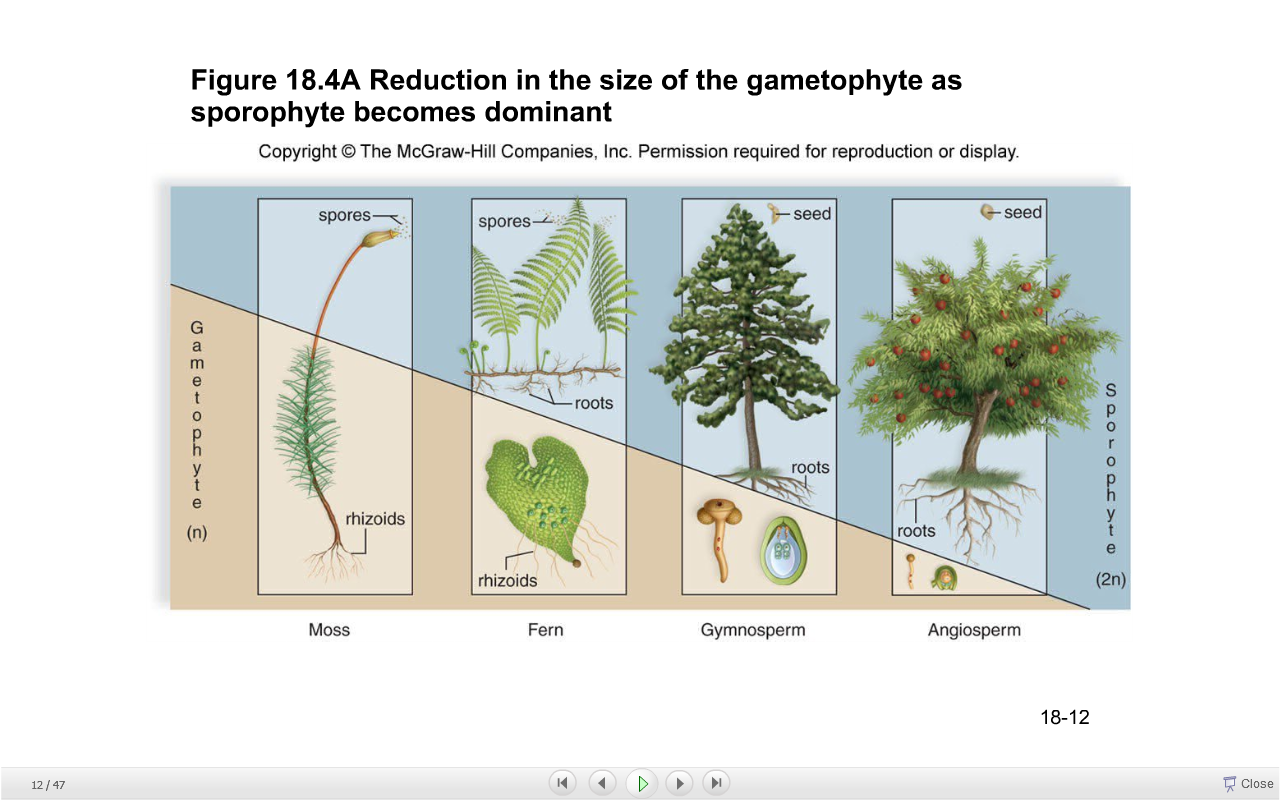 Figure 18.4A Reduction in the size of the gametophyte as
sporophyte becomes dominant
Copyright © The McGraw-Hill Companies, Inc. Permission required for reproduction or display.
Gametophyte
(n)
spores
rhizoids
spores
roots
rhizoids
seed
roots
seed
roots
Sporophyte
(2n)
Moss
Fern
Gymnosperm
Angiosperm
18-12
12 / 47
Close